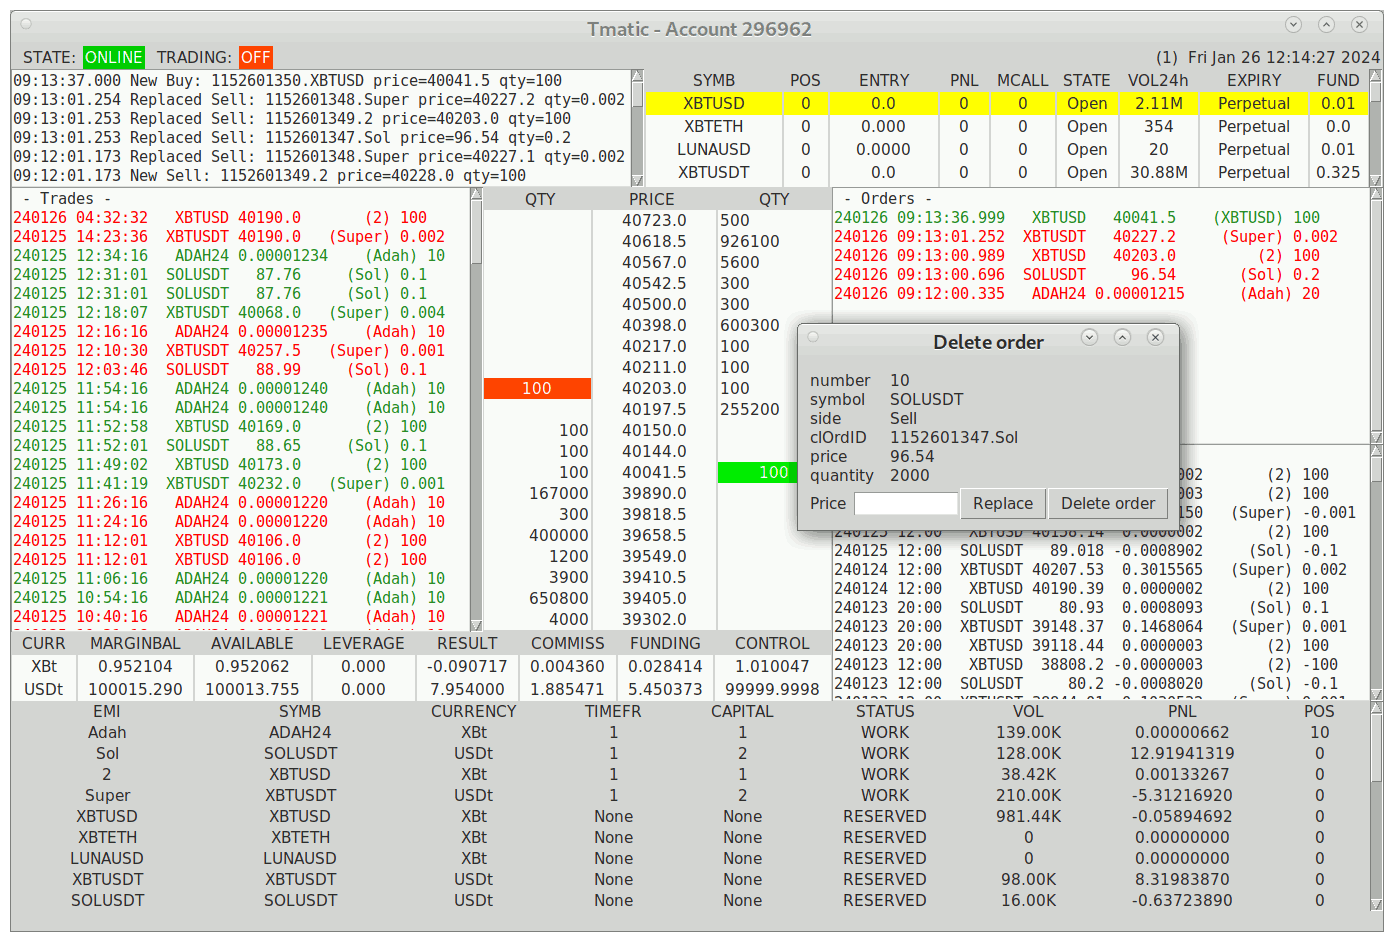 Tmatic - Account 296962
STATE: ONLINE TRADING: OFF (1) Fri Jan 26 12:14:27 2024
09:13:37.000 New Buy: 1152601350.XBTUSD price=40041.5 qty=100
09:13:01.254 Replaced Sell: 1152601348.Super price=40227.2 qty=0.002
09:13:01.253 Replaced Sell: 1152601349.2 price=40203.0 qty=100
09:13:01.253 Replaced Sell: 1152601347.Sol price=96.54 qty=0.2
09:12:01.173 Replaced Sell: 1152601348.Super price=40227.1 qty=0.002
09:12:01.173 New Sell: 1152601349.2 price=40228.0 qty=100
SYMB POS ENTRY PNL MCALL STATE VOL24h EXPIRY FUND
XBTUSD 0 0.0 0 0 Open 2.11M Perpetual 0.01
XBTETH 0 0.000 0 0 Open 354 Perpetual 0.0
LUNAUSD 0 0.0000 0 0 Open 20 Perpetual 0.01
XBTUSDT 0 0.0 0 0 Open 30.88M Perpetual 0.325
- Trades -
240126 04:32:32 XBTUSD 40190.0 (2) 100
240125 14:23:36 XBTUSDT 40190.0 (Super) 0.002
240125 12:34:16 ADAH24 0.00001234 (Adah) 10
240125 12:31:01 SOLUSDT 87.76 (Sol) 0.1
240125 12:31:01 SOLUSDT 87.76 (Sol) 0.1
240125 12:18:07 XBTUSDT 40068.0 (Super) 0.004
240125 12:16:16 ADAH24 0.00001235 (Adah) 10
240125 12:10:30 XBTUSDT 40257.5 (Super) 0.001
240125 12:03:46 SOLUSDT 88.99 (Sol) 0.1
240125 11:54:16 ADAH24 0.00001240 (Adah) 10
240125 11:54:16 ADAH24 0.00001240 (Adah) 10
240125 11:52:58 XBTUSD 40169.0 (2) 100
240125 11:52:01 SOLUSDT 88.65 (Sol) 0.1
240125 11:49:02 XBTUSD 40173.0 (2) 100
240125 11:41:19 XBTUSDT 40232.0 (Super) 0.001
240125 11:26:16 ADAH24 0.00001220 (Adah) 10
240125 11:24:16 ADAH24 0.00001220 (Adah) 10
240125 11:12:01 XBTUSD 40106.0 (2) 100
240125 11:12:01 XBTUSD 40106.0 (2) 100
240125 11:06:16 ADAH24 0.00001220 (Adah) 10
240125 10:54:16 ADAH24 0.00001221 (Adah) 10
240125 10:40:16 ADAH24 0.00001221 (Adah) 10
QTY PRICE QTY
40723.0 500
40618.5 926100
40567.0 5600
40542.5 300
40500.0 300
40398.0 600300
40217.0 100
40211.0 100
100 40203.0 100
40197.5 255200
100 40150.0
100 40144.0
100 40041.5 100
167000 39890.0
300 39818.5
400000 39658.5
1200 39549.0
3900 39410.5
650800 39405.0
4000 39302.0
- Orders -
240126 09:13:36.999 XBTUSD 40041.5 (XBTUSD) 100
240126 09:13:01.252 XBTUSDT 40227.2 (Super) 0.002
240126 09:13:00.989 XBTUSD 40203.0 (2) 100
240126 09:13:00.696 SOLUSDT 96.54 (Sol) 0.2
240126 09:12:00.335 ADAH24 0.00001215 (Adah) 20
Delete order
number 10
symbol SOLUSDT
side Sell
clOrdID 1152601347.Sol
price 96.54
quantity 2000
Price Replace Delete order
002 (2) 100
003 (2) 100
150 (Super) -0.001
240125 12:00 XBTUSD 40158.14 0.0000002 (2) 100
240125 12:00 SOLUSDT 89.018 -0.0008902 (Sol) -0.1
240124 12:00 XBTUSDT 40207.53 0.3015565 (Super) 0.002
240124 12:00 XBTUSD 40190.39 0.0000002 (2) 100
240123 20:00 SOLUSDT 80.93 0.0008093 (Sol) 0.1
240123 20:00 XBTUSDT 39148.37 0.1468064 (Super) 0.001
240123 20:00 XBTUSD 39118.44 0.0000003 (2) 100
240123 12:00 XBTUSD 38808.2 -0.0000003 (2) -100
240123 12:00 SOLUSDT 80.2 -0.0008020 (Sol) -0.1
CURR MARGINBAL AVAILABLE LEVERAGE RESULT COMMISS FUNDING CONTROL
XBt 0.952104 0.952062 0.000 -0.090717 0.004360 0.028414 1.010047
USDt 100015.290 100013.755 0.000 7.954000 1.885471 5.450373 99999.9998
EMI SYMB CURRENCY TIMEFR CAPITAL STATUS VOL PNL POS
Adah ADAH24 XBt 1 1 WORK 139.00K 0.00000662 10
Sol SOLUSDT USDt 1 2 WORK 128.00K 12.91941319 0
2 XBTUSD XBt 1 1 WORK 38.42K 0.00133267 0
Super XBTUSDT USDt 1 2 WORK 210.00K -5.31216920 0
XBTUSD XBTUSD XBt None None RESERVED 981.44K -0.05894692 0
XBTETH XBTETH XBt None None RESERVED 0 0.00000000 0
LUNAUSD LUNAUSD XBt None None RESERVED 0 0.00000000 0
XBTUSDT XBTUSDT USDt None None RESERVED 98.00K 8.31983870 0
SOLUSDT SOLUSDT USDt None None RESERVED 16.00K -0.63723890 0